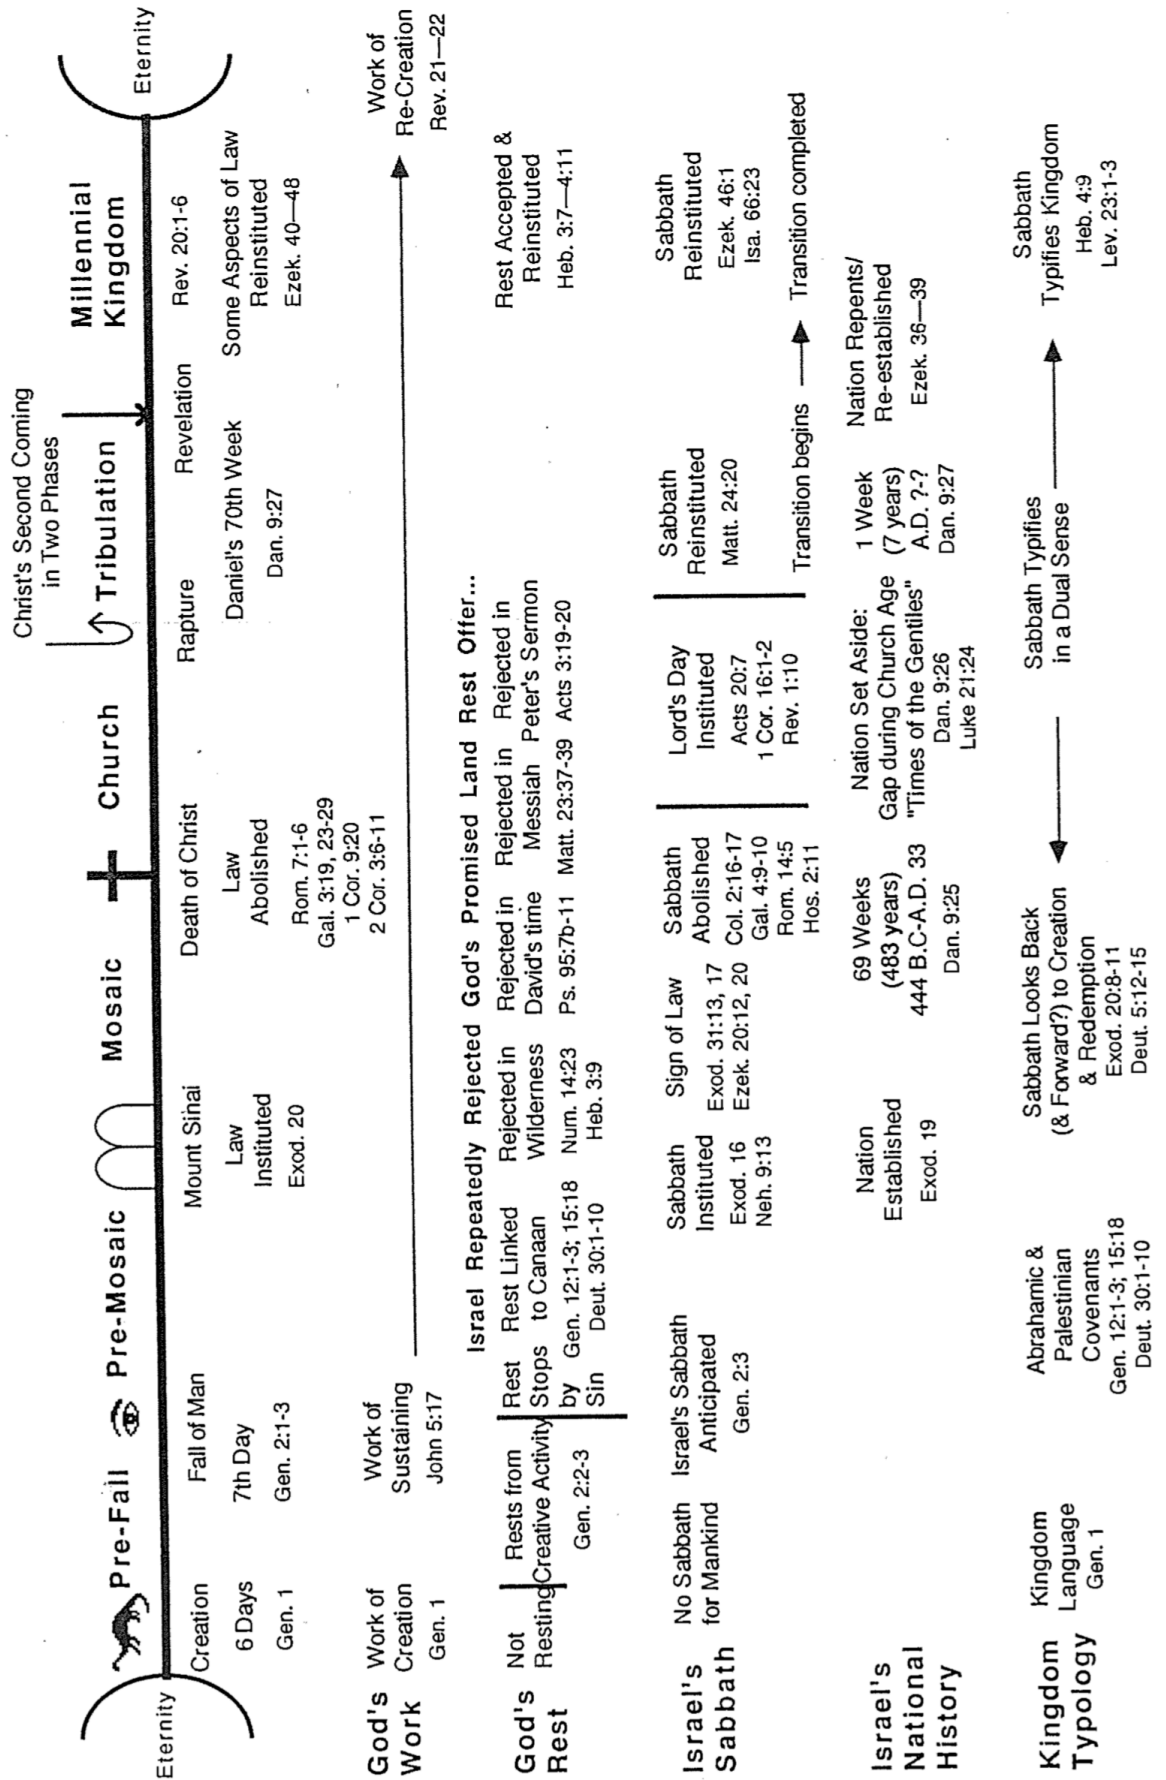 Christ's Second Coming
in Two Phases
Pre-Fall
Pre-Mosaic
Mosaic
Church
Tribulation
Millennial
Kingdom
Eternity
Eternity
Creation
6 Days
Gen. 1
Fall of Man
7th Day
Gen. 2:1-3
Mount Sinai
Law
Instituted
Exod. 20
Death of Christ
Law
Abolished
Rom. 7:1-6
Gal. 3:19, 23-29
1 Cor. 9:20
2 Cor. 3:6-11
Rapture
Daniel's 70th Week
Dan. 9:27
Revelation
Rev. 20:1-6
Some Aspects of Law
Reinstituted
Ezek. 40—48
God's
Work
Work of
Creation
Gen. 1
Work of
Sustaining
John 5:17
Work of
Re-Creation
Rev. 21—22
Israel Repeatedly Rejected God's Promised Land Rest Offer...
God's
Rest
Not
Resting
Rests from
Creative Activity
Gen. 2:2-3
Rest
Stops
by
Sin
Rest Linked
to Canaan
Gen. 12:1-3; 15:18
Deut. 30:1-10
Rejected in
Wilderness
Num. 14:23
Heb. 3:9
Rejected in
David's time
Ps. 95:7b-11
Rejected in
Messiah
Matt. 23:37-39
Rejected in
Peter's Sermon
Acts 3:19-20
Rest Accepted &
Reinstituted
Heb. 3:7—4:11
Israel's
Sabbath
No Sabbath
for Mankind
Israel's Sabbath
Anticipated
Gen. 2:3
Sabbath
Instituted
Exod. 16
Neh. 9:13
Sign of Law
Exod. 31:13, 17
Ezek. 20:12, 20
Sabbath
Abolished
Col. 2:16-17
Gal. 4:9-10
Rom. 14:5
Hos. 2:11
Lord's Day
Instituted
Acts 20:7
1 Cor. 16:1-2
Rev. 1:10
Sabbath
Reinstituted
Matt. 24:20
Transition begins
Sabbath
Reinstituted
Ezek. 46:1
Isa. 66:23
Transition completed
Israel's
National
History
Nation
Established
Exod. 19
69 Weeks
(483 years)
444 B.C-A.D. 33
Dan. 9:25
Nation Set Aside:
Gap during Church Age
"Times of the Gentiles"
Dan. 9:26
Luke 21:24
1 Week
(7 years)
A.D. ?-?
Dan. 9:27
Nation Repents/
Re-established
Ezek. 36—39
Kingdom
Typology
Kingdom
Language
Gen. 1
Abrahamic &
Palestinian
Covenants
Gen. 12:1-3; 15:18
Deut. 30:1-10
Sabbath Looks Back
(& Forward?) to Creation
& Redemption
Exod. 20:8-11
Deut. 5:12-15
Sabbath Typifies
in a Dual Sense
Sabbath
Typifies Kingdom
Heb. 4:9
Lev. 23:1-3